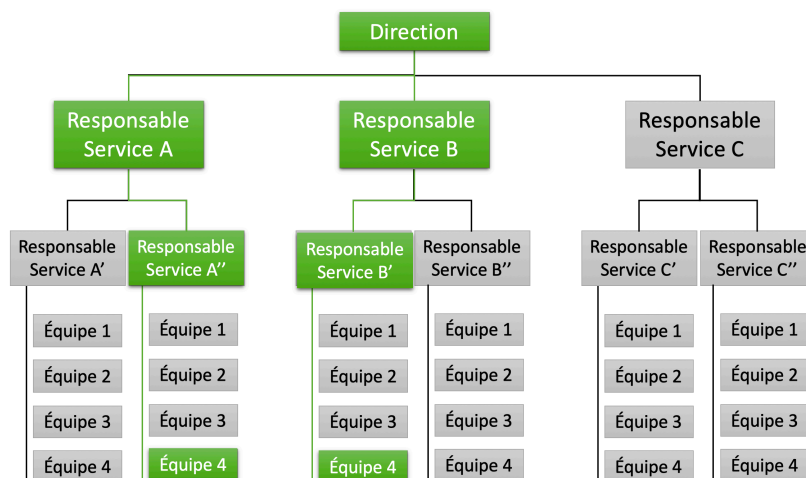 Direction
Responsable
Service A
Responsable
Service B
Responsable
Service C
Responsable
Service A’
Responsable
Service A’’
Responsable
Service B’
Responsable
Service B’’
Responsable
Service C’
Responsable
Service C’’
Équipe 1
Équipe 1
Équipe 1
Équipe 1
Équipe 1
Équipe 1
Équipe 2
Équipe 2
Équipe 2
Équipe 2
Équipe 2
Équipe 2
Équipe 3
Équipe 3
Équipe 3
Équipe 3
Équipe 3
Équipe 3
Équipe 4
Équipe 4
Équipe 4
Équipe 4
Équipe 4
Équipe 4